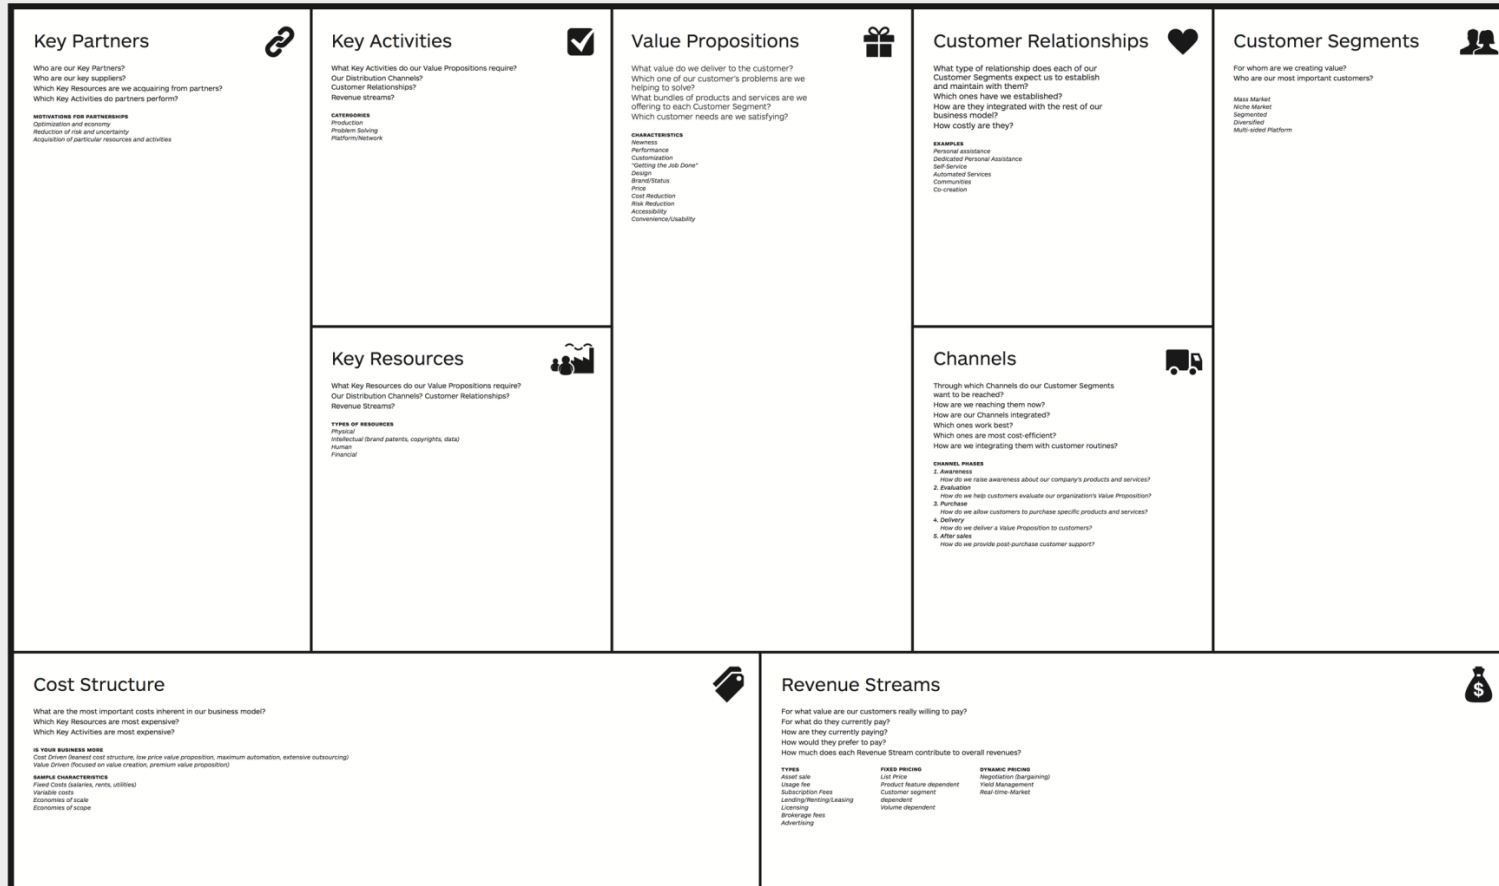 Key Partners
Who are our Key Partners?
Who are our key suppliers?
Which Key Resources are we acquairing from partners?
Which Key Activities do partners perform?
MOTIVATIONS FOR PARTNERSHIPS
Optimization and economy
Reduction of risk and uncertainty
Acquisition of particular resources and activities
Key Activities
What Key Activities do our Value Propositions require?
Our Distribution Channels?
Customer Relationships?
Revenue streams?
CATERGORIES
Production
Problem Solving
Platform/Network
Key Resources
What Key Resources do our Value Propositions require?
Our Distribution Channels? Customer Relationships?
Revenue Streams?
TYPES OF RESOURCES
Physical
Intellectual (brand patents, copyrights, data)
Human
Financial
Value Propositions
What value do we deliver to the customer?
Which one of our customer's problems are we
helping to solve?
What bundles of products and services are we
offering to each Customer Segment?
Which customer needs are we satisfying?
CHARACTERISTICS
Newness
Performance
Customization
"Getting the Job Done"
Design
Brand/Status
Price
Cost Reduction
Risk Reduction
Accessibility
Convenience/Usability
Customer Relationships
What type of relationship does each of our
Customer Segments expect us to establish
and maintain with them?
Which ones have we established?
How are they integrated with the rest of our
business model?
How costly are they?
EXAMPLES
Personal assistance
Dedicated Personal Assistance
Self-Service
Automated Services
Communities
Co-creation
Channels
Through which Channels do our Customer Segments
want to be reached?
How are we reaching them now?
How are our Channels integrated?
Which ones work best?
Which ones are most cost-efficient?
How are we integrating them with customer routines?
CHANNEL PHASES
1. Awareness
How do we raise awareness about our company's products and services?
2. Evaluation
How do we help customers evaluate our organization's Value Proposition?
3. Purchase
How do we allow customers to purchase specific products and services?
4. Delivery
How do we deliver a Value Proposition to customers?
5. After sales
How do we provide post-purchase customer support?
Customer Segments
For whom are we creating value?
Who are our most important customers?
Mass Market
Niche Market
Segmented
Diversified
Multi-sided Platform
Cost Structure
What are the most important costs inherent in our business model?
Which Key Resources are most expensive?
Which Key Activities are most expensive?
IS YOUR BUSINESS MORE
Cost Driven (leanest cost structure, low price value proposition, maximum automation, extensive outsourcing)
Value Driven (focused on value creation, premium value proposition)
SAMPLE CHARACTERISTICS
Fixed Costs (salaries, rents, utilities)
Variable costs
Economies of scale
Economies of scope
Revenue Streams
For what value are our customers really willing to pay?
For what do they currently pay?
How are they currently paying?
How would they prefer to pay?
How much does each Revenue Stream contribute to overall revenues?
TYPES
Asset sale
Usage fee
Subscription Fees
Lending/Renting/Leasing
Licensing
Brokerage fees
Advertising
FIXED PRICING
List Price
Product feature dependent
Customer segment
dependent
Volume dependent
DYNAMIC PRICING
Negotiation (bargaining)
Yield Management
Real-time-Market
$